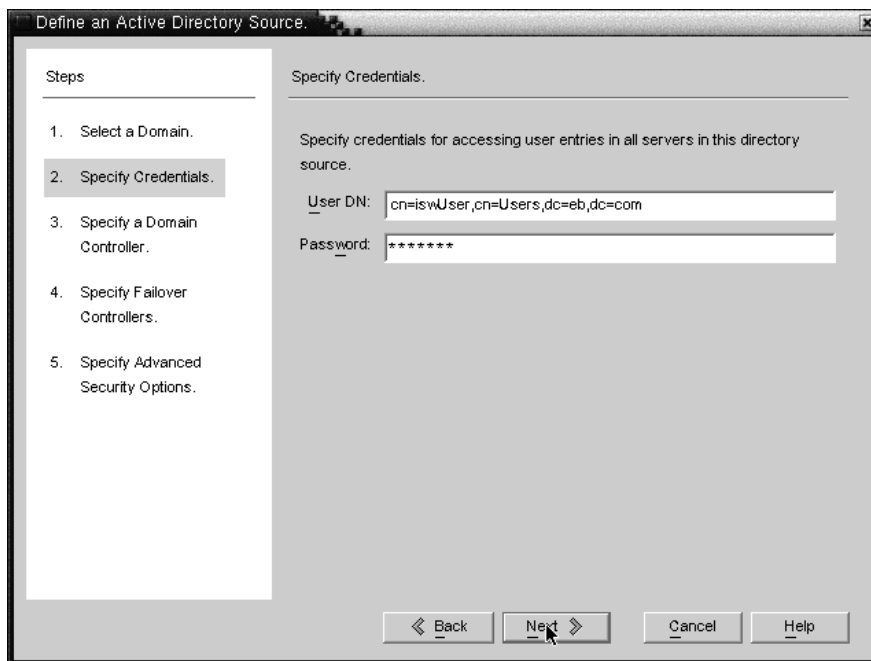 Define an Active Directory Source.
Steps
1. Select a Domain.
2. Specify Credentials.
3. Specify a Domain
Controller.
4. Specify Failover
Controllers.
5. Specify Advanced
Security Options.
Specify Credentials.
Specify credentials for accessing user entries in all servers in this directory
source.
User DN: cn=iswUser,cn=Users,dc=eb,dc=com
Password: *******
Back Next Cancel Help